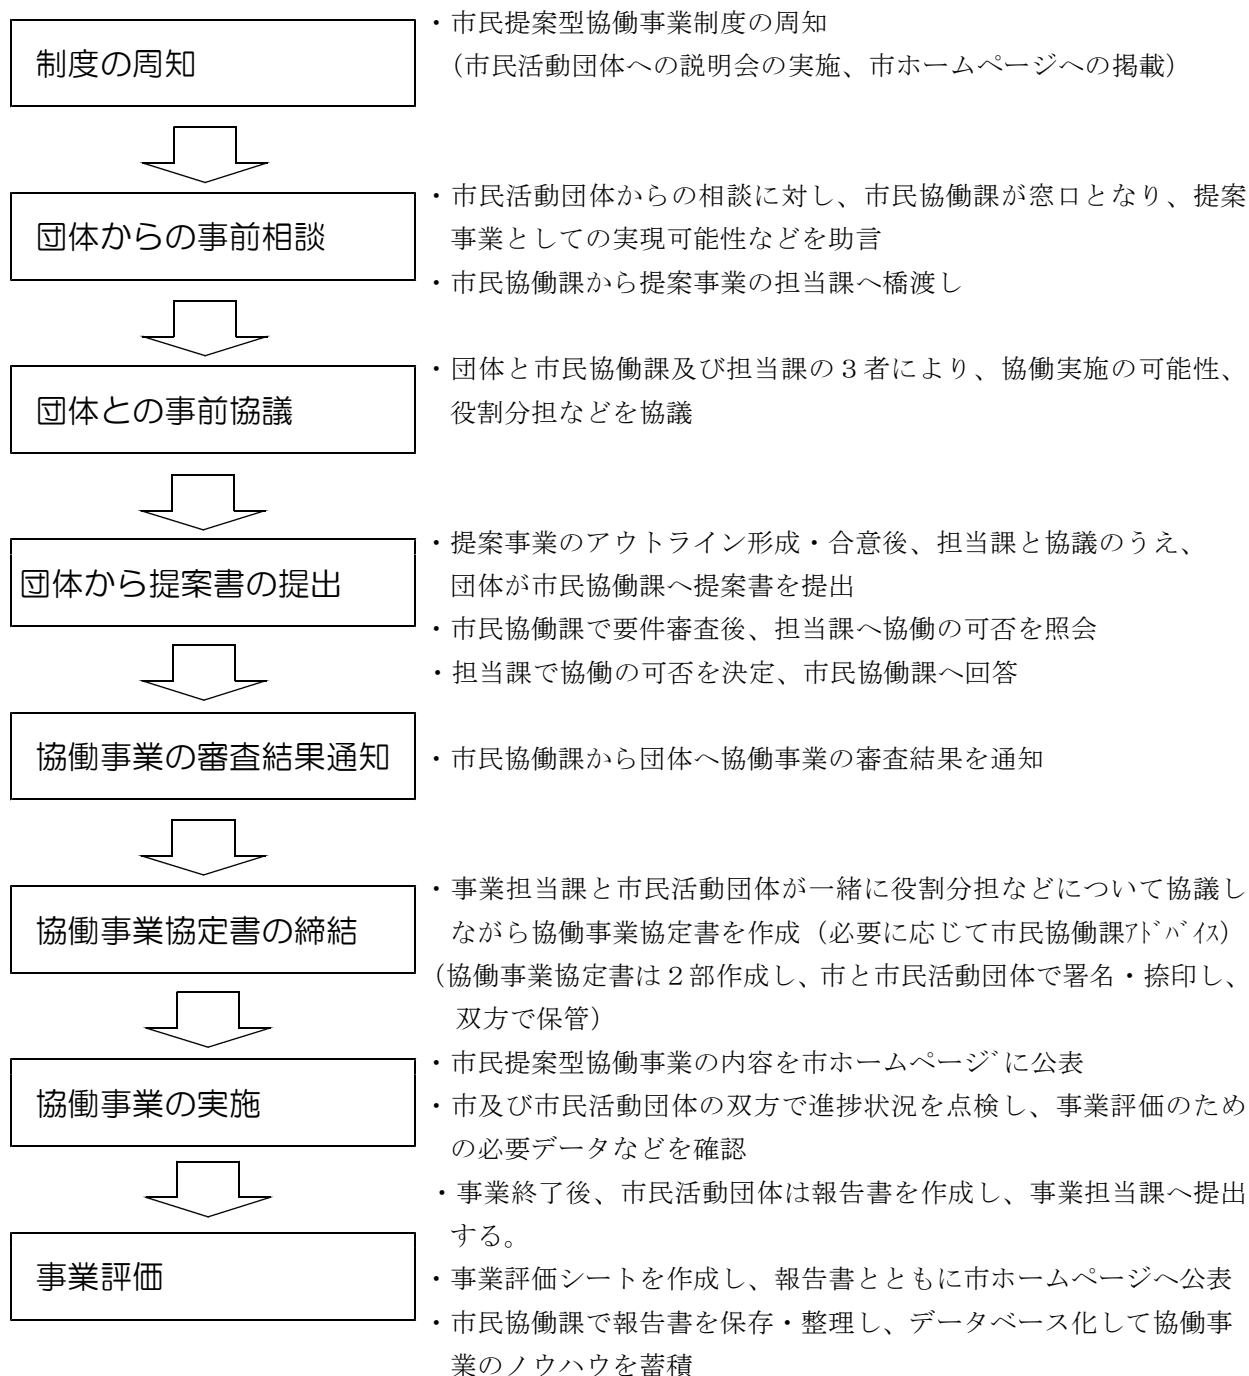 制度の周知
・市民提案型協働事業制度の周知
（市民活動団体への説明会の実施、市ホームページへの掲載）
団体からの事前相談
・市民活動団体からの相談に対し、市民協働課が窓口となり、提案
事業としての実現可能性などを助言
・市民協働課から提案事業の担当課へ橋渡し
団体との事前協議
・団体と市民協働課及び担当課の３者により、協働実施の可能性、
役割分担などを協議
団体から提案書の提出
・提案事業のアウトライン形成・合意後、担当課と協議のうえ、
団体が市民協働課へ提案書を提出
・市民協働課で要件審査後、担当課へ協働の可否を照会
・担当課で協働の可否を決定、市民協働課へ回答
協働事業の審査結果通知
・市民協働課から団体へ協働事業の審査結果を通知
協働事業協定書の締結
・事業担当課と市民活動団体が一緒に役割分担などについて協議し
ながら協働事業協定書を作成（必要に応じて市民協働課ｱﾄﾞﾊﾞｲｽ）
（協働事業協定書は２部作成し、市と市民活動団体で署名・捺印し、
双方で保管）
協働事業の実施
・市民提案型協働事業の内容を市ホームページﾞに公表
・市及び市民活動団体の双方で進捗状況を点検し、事業評価のため
の必要データなどを確認
事業評価
・事業終了後、市民活動団体は報告書を作成し、事業担当課へ提出
する。
・事業評価シートを作成し、報告書とともに市ホームページへ公表
・市民協働課で報告書を保存・整理し、データベース化して協働事
業のノウハウを蓄積